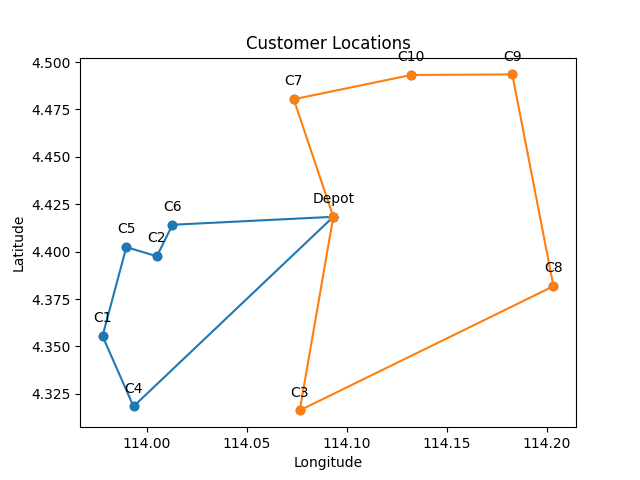 Customer Locations
4.500
4.475
4.450
4.425
4.400
4.375
4.350
4.325
Latitude
C10
C9
C7
Depot
C6
C5
C2
C8
C1
C4
C3
114.00
114.05
114.10
114.15
114.20
Longitude